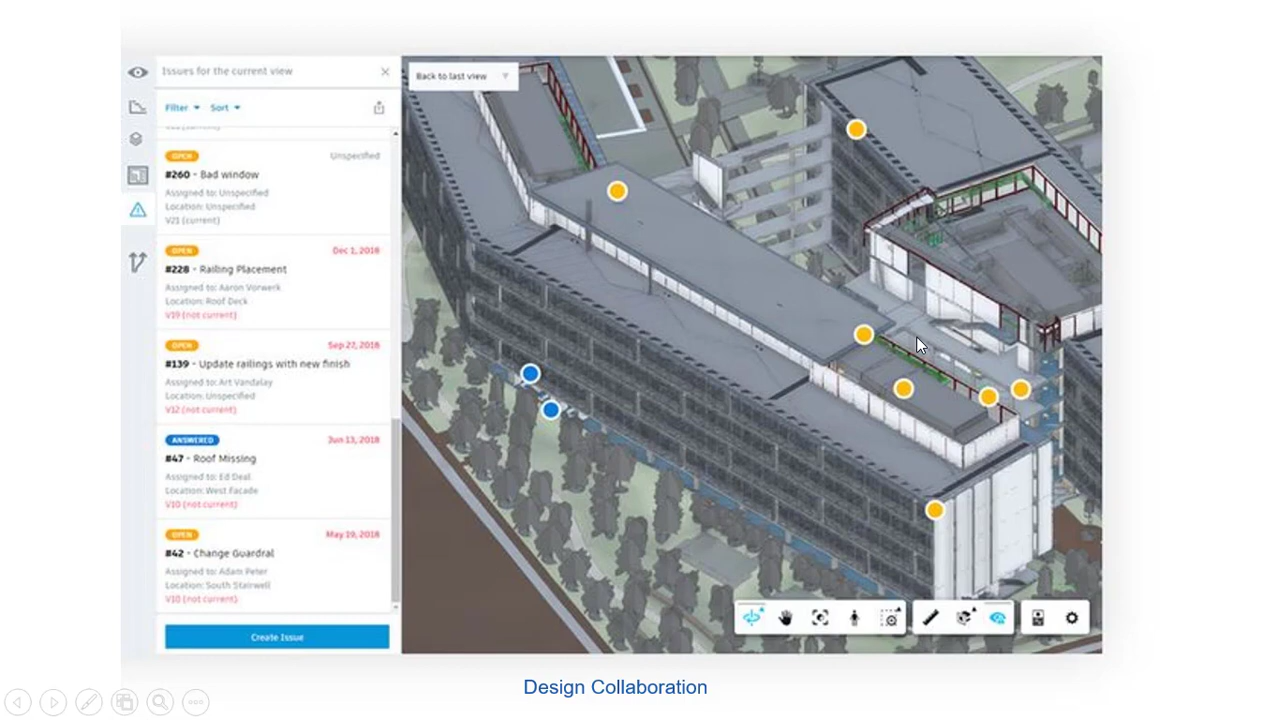 Issues for the current view
Back to last view
Filter
Sort
OPEN
Unspecified
#260 - Bad window
Assigned to: Unspecified
Location: Unspecified
V21 (current)
OPEN
Dec 1, 2018
#228 - Railing Placement
Assigned to: Aaron Vorwerk
Location: Roof Deck
V19 (not current)
OPEN
Sep 27, 2018
#139 - Update railings with new finish
Assigned to: Art Vandalay
Location: Unspecified
V12 (not current)
ANSWERED
Jun 13, 2018
#47 - Roof Missing
Assigned to: Ed Deal
Location: West Facade
V10 (not current)
OPEN
May 19, 2018
#42 - Change Guardral
Assigned to: Adam Peter
Location: South Stairwell
V10 (not current)
Create Issue
Design Collaboration